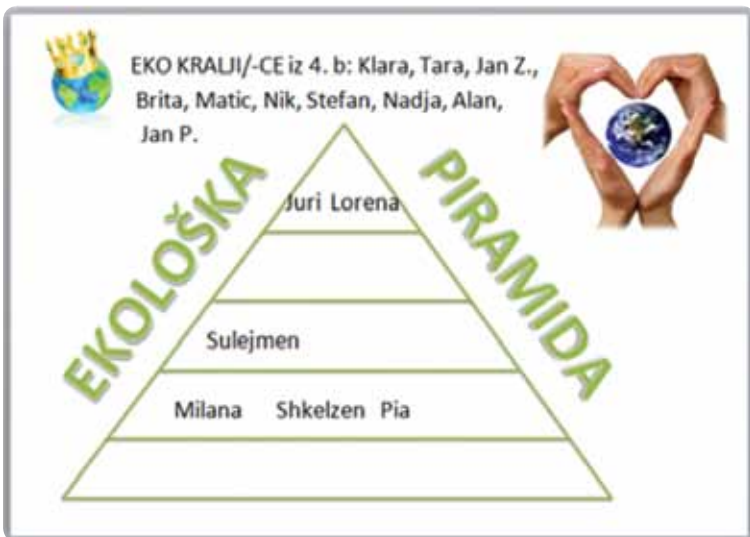 EKO KRALJI/-CE iz 4. b: Klara, Tara, Jan Z.,
Brita, Matic, Nik, Stefan, Nadja, Alan,
Jan P.
EKOLOŠKA
PIRAMIDA
Juri Lorena
Sulejmen
Milana Shkelzen Pia